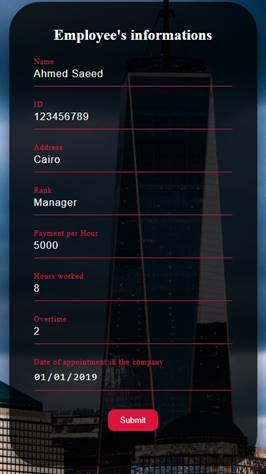 Employee's informations
Name
Ahmed Saeed
ID
123456789
Address
Cairo
Rank
Manager
Payment per Hour
5000
Hours worked
8
Overtime
2
Date of appointment in the company
01/01/2019
Submit